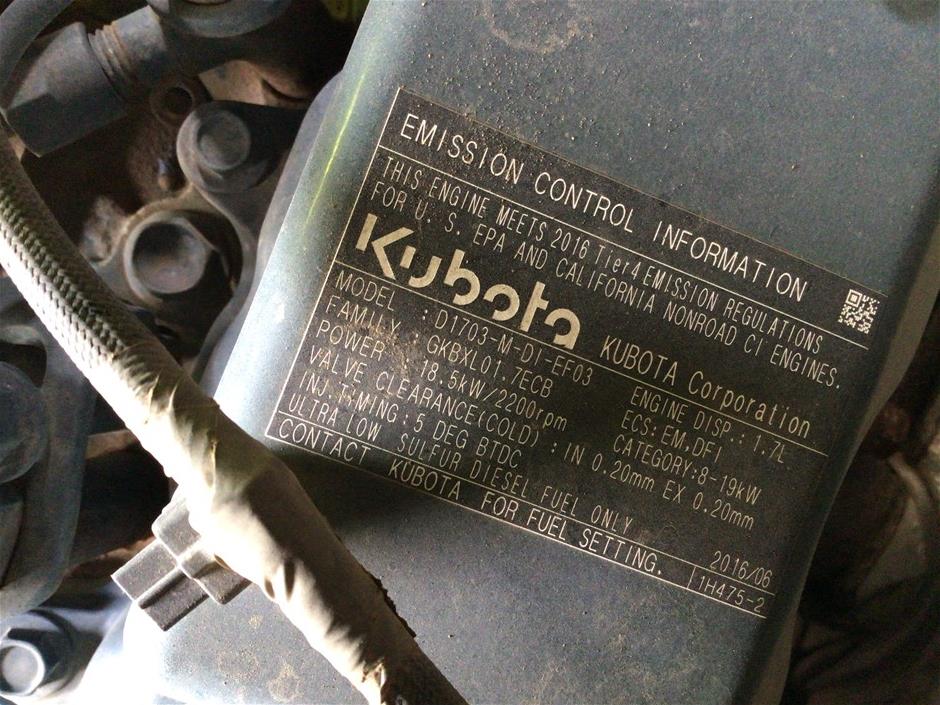 EMISSION CONTROL INFORMATION
THIS ENGINE MEETS 2016 Tier4 EMISSION REGULATIONS
FOR U. S. EPA AND CALIFORNIA NONROAD CI ENGINES.
Kubota KUBOTA Corporation
MODEL : D1703-M-DI-EF03 ENGINE DISP.: 1.7L
FAMILY : GKBXL01.7ECB ECS: EM,DFI
POWER : 18.5kW/2200rpm CATEGORY:8-19kW
VALVE CLEARANCE(COLD) : IN 0.20mm EX 0.20mm
INJ.TIMING: 5 DEG BTDC
ULTRA LOW SULFUR DIESEL FUEL ONLY 2016/06
CONTACT KUBOTA FOR FUEL SETTING. 1H475-2